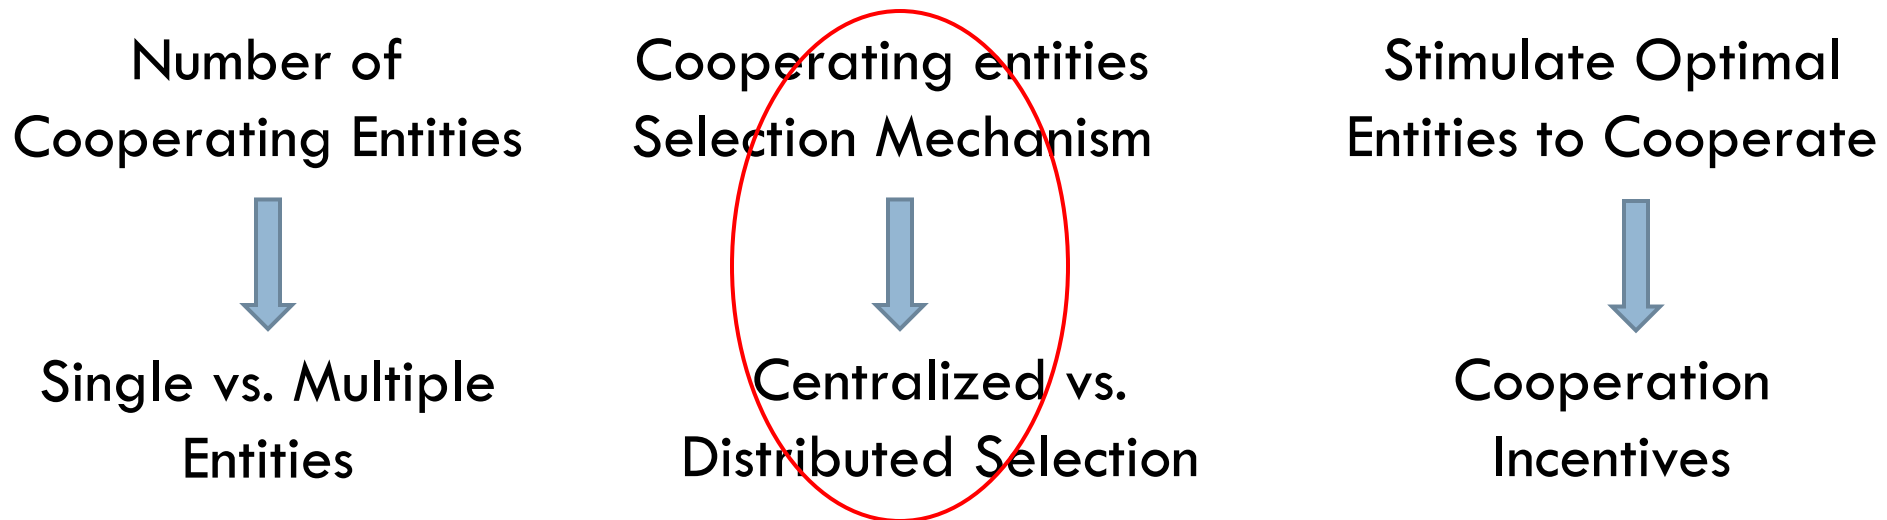 Number of
Cooperating Entities
Cooperating entities
Selection Mechanism
Stimulate Optimal
Entities to Cooperate
Single vs. Multiple
Entities
Centralized vs.
Distributed Selection
Cooperation
Incentives